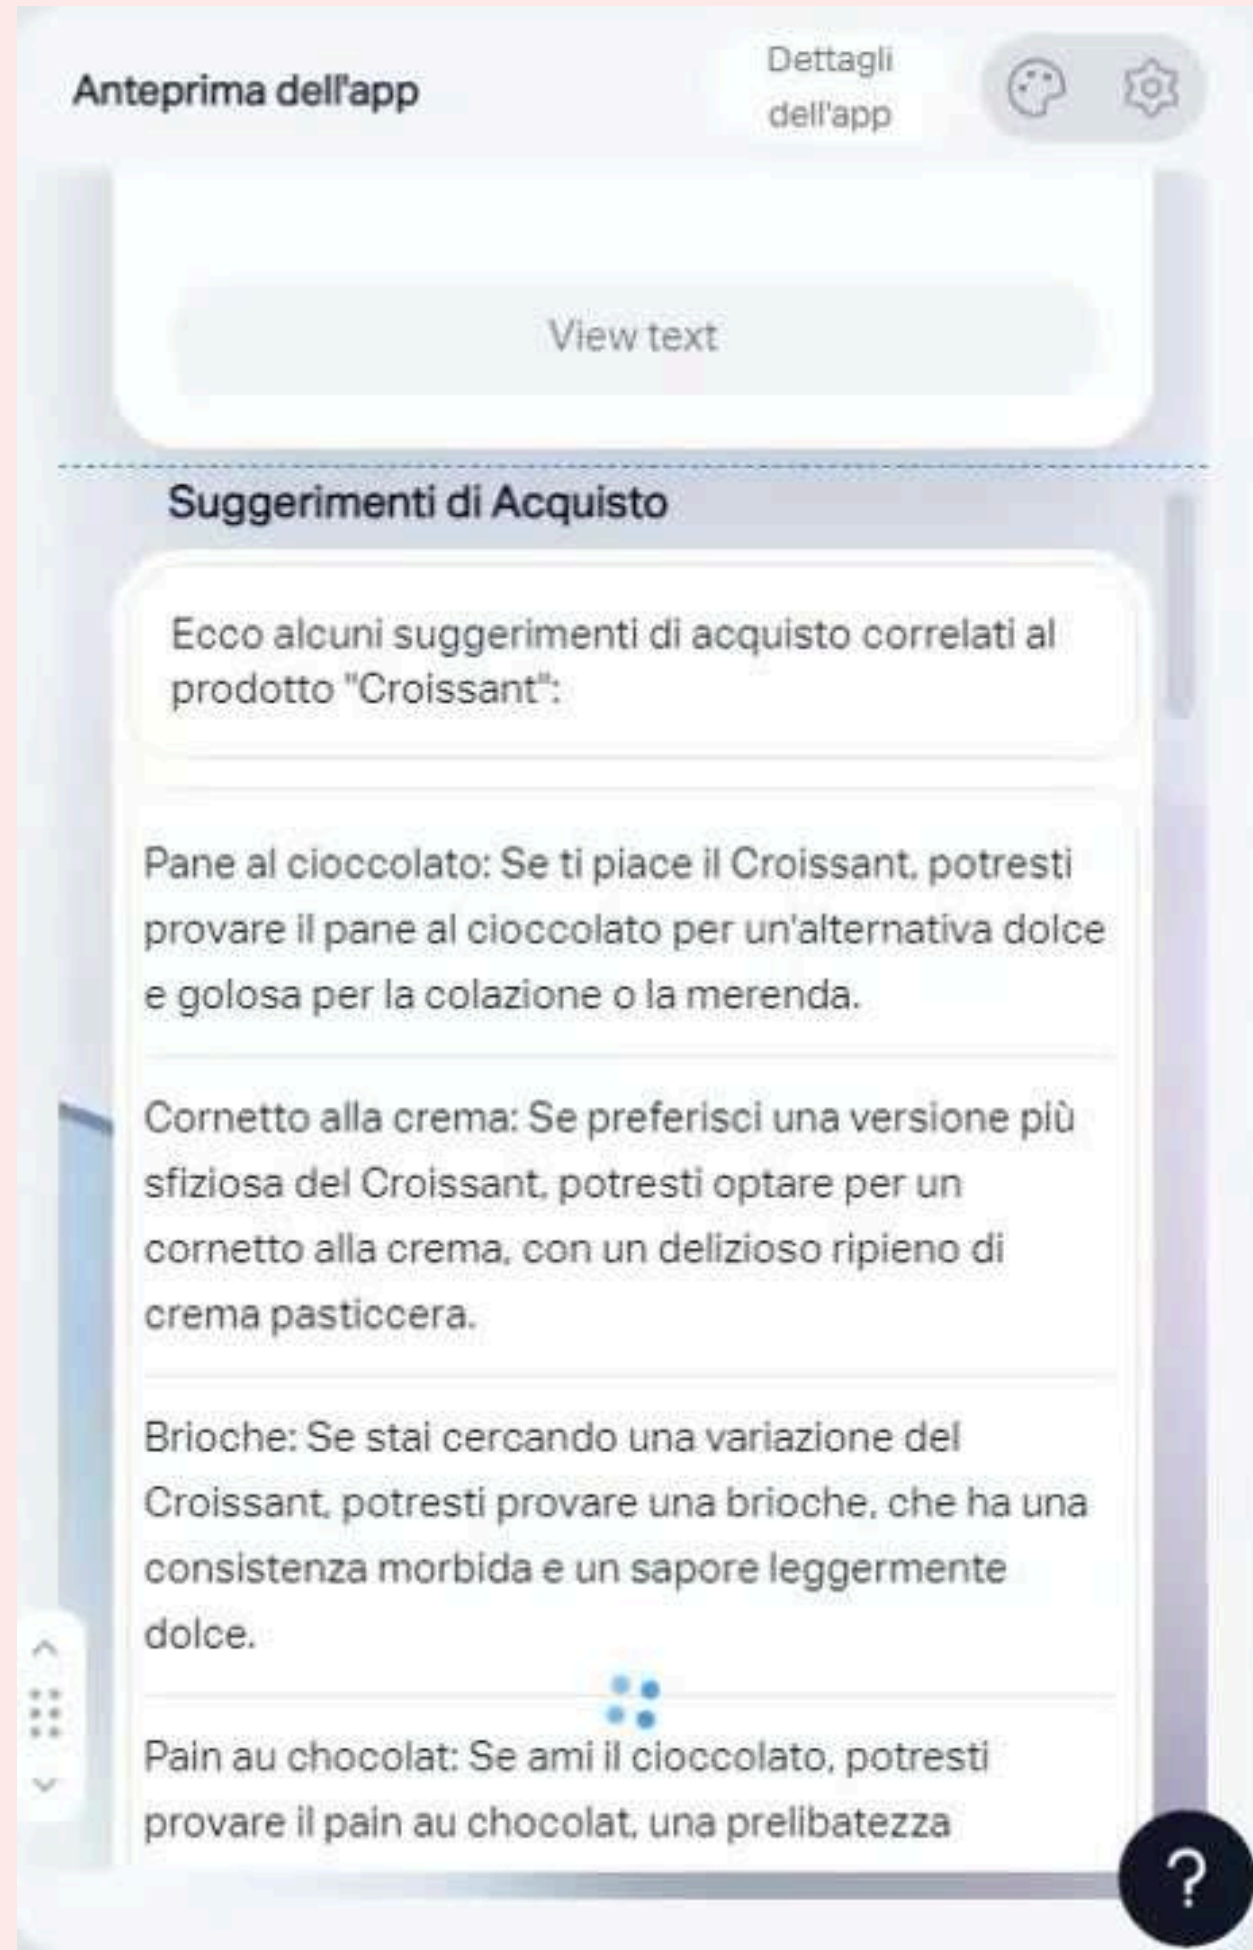 Anteprima dell'app
Dettagli
dell'app
View text
Suggerimenti di Acquisto
Ecco alcuni suggerimenti di acquisto correlati al
prodotto "Croissant":
Pane al cioccolato: Se ti piace il Croissant, potresti
provare il pane al cioccolato per un'alternativa dolce
e golosa per la colazione o la merenda.
Cornetto alla crema: Se preferisci una versione più
sfiziosa del Croissant, potresti optare per un
cornetto alla crema, con un delizioso ripieno di
crema pasticcera.
Brioche: Se stai cercando una variazione del
Croissant, potresti provare una brioche, che ha una
consistenza morbida e un sapore leggermente
dolce.
Pain au chocolat: Se ami il cioccolato, potresti
provare il pain au chocolat, una prelibatezza
?